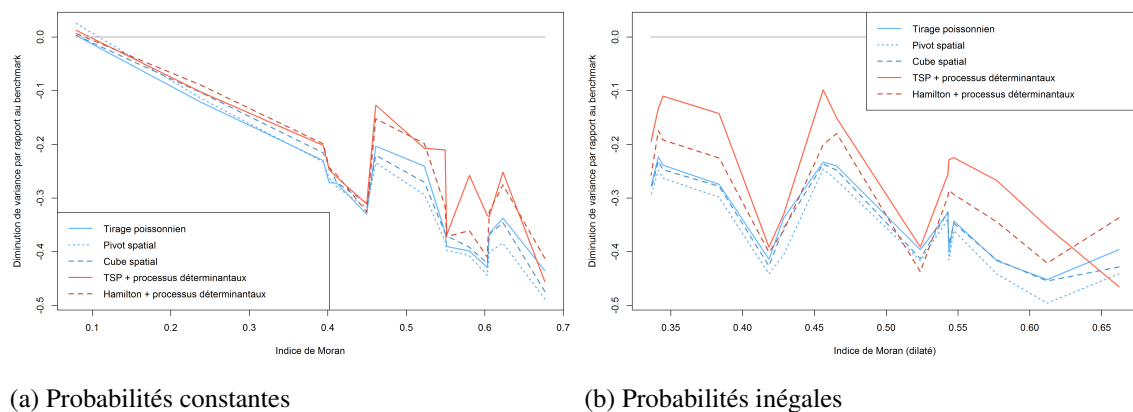 Diminution de variance par rapport au benchmark
0.0
-0.1
-0.2
-0.3
-0.4
-0.5
Tirage poissonnien
Pivot spatial
Cube spatial
TSP + processus déterminantaux
Hamilton + processus déterminantaux
0.1 0.2 0.3 0.4 0.5 0.6 0.7
Indice de Moran
(a) Probabilités constantes
Diminution de variance par rapport au benchmark
0.0
-0.1
-0.2
-0.3
-0.4
-0.5
Tirage poissonnien
Pivot spatial
Cube spatial
TSP + processus déterminantaux
Hamilton + processus déterminantaux
0.35 0.40 0.45 0.50 0.55 0.60 0.65
Indice de Moran (dilaté)
(b) Probabilités inégales